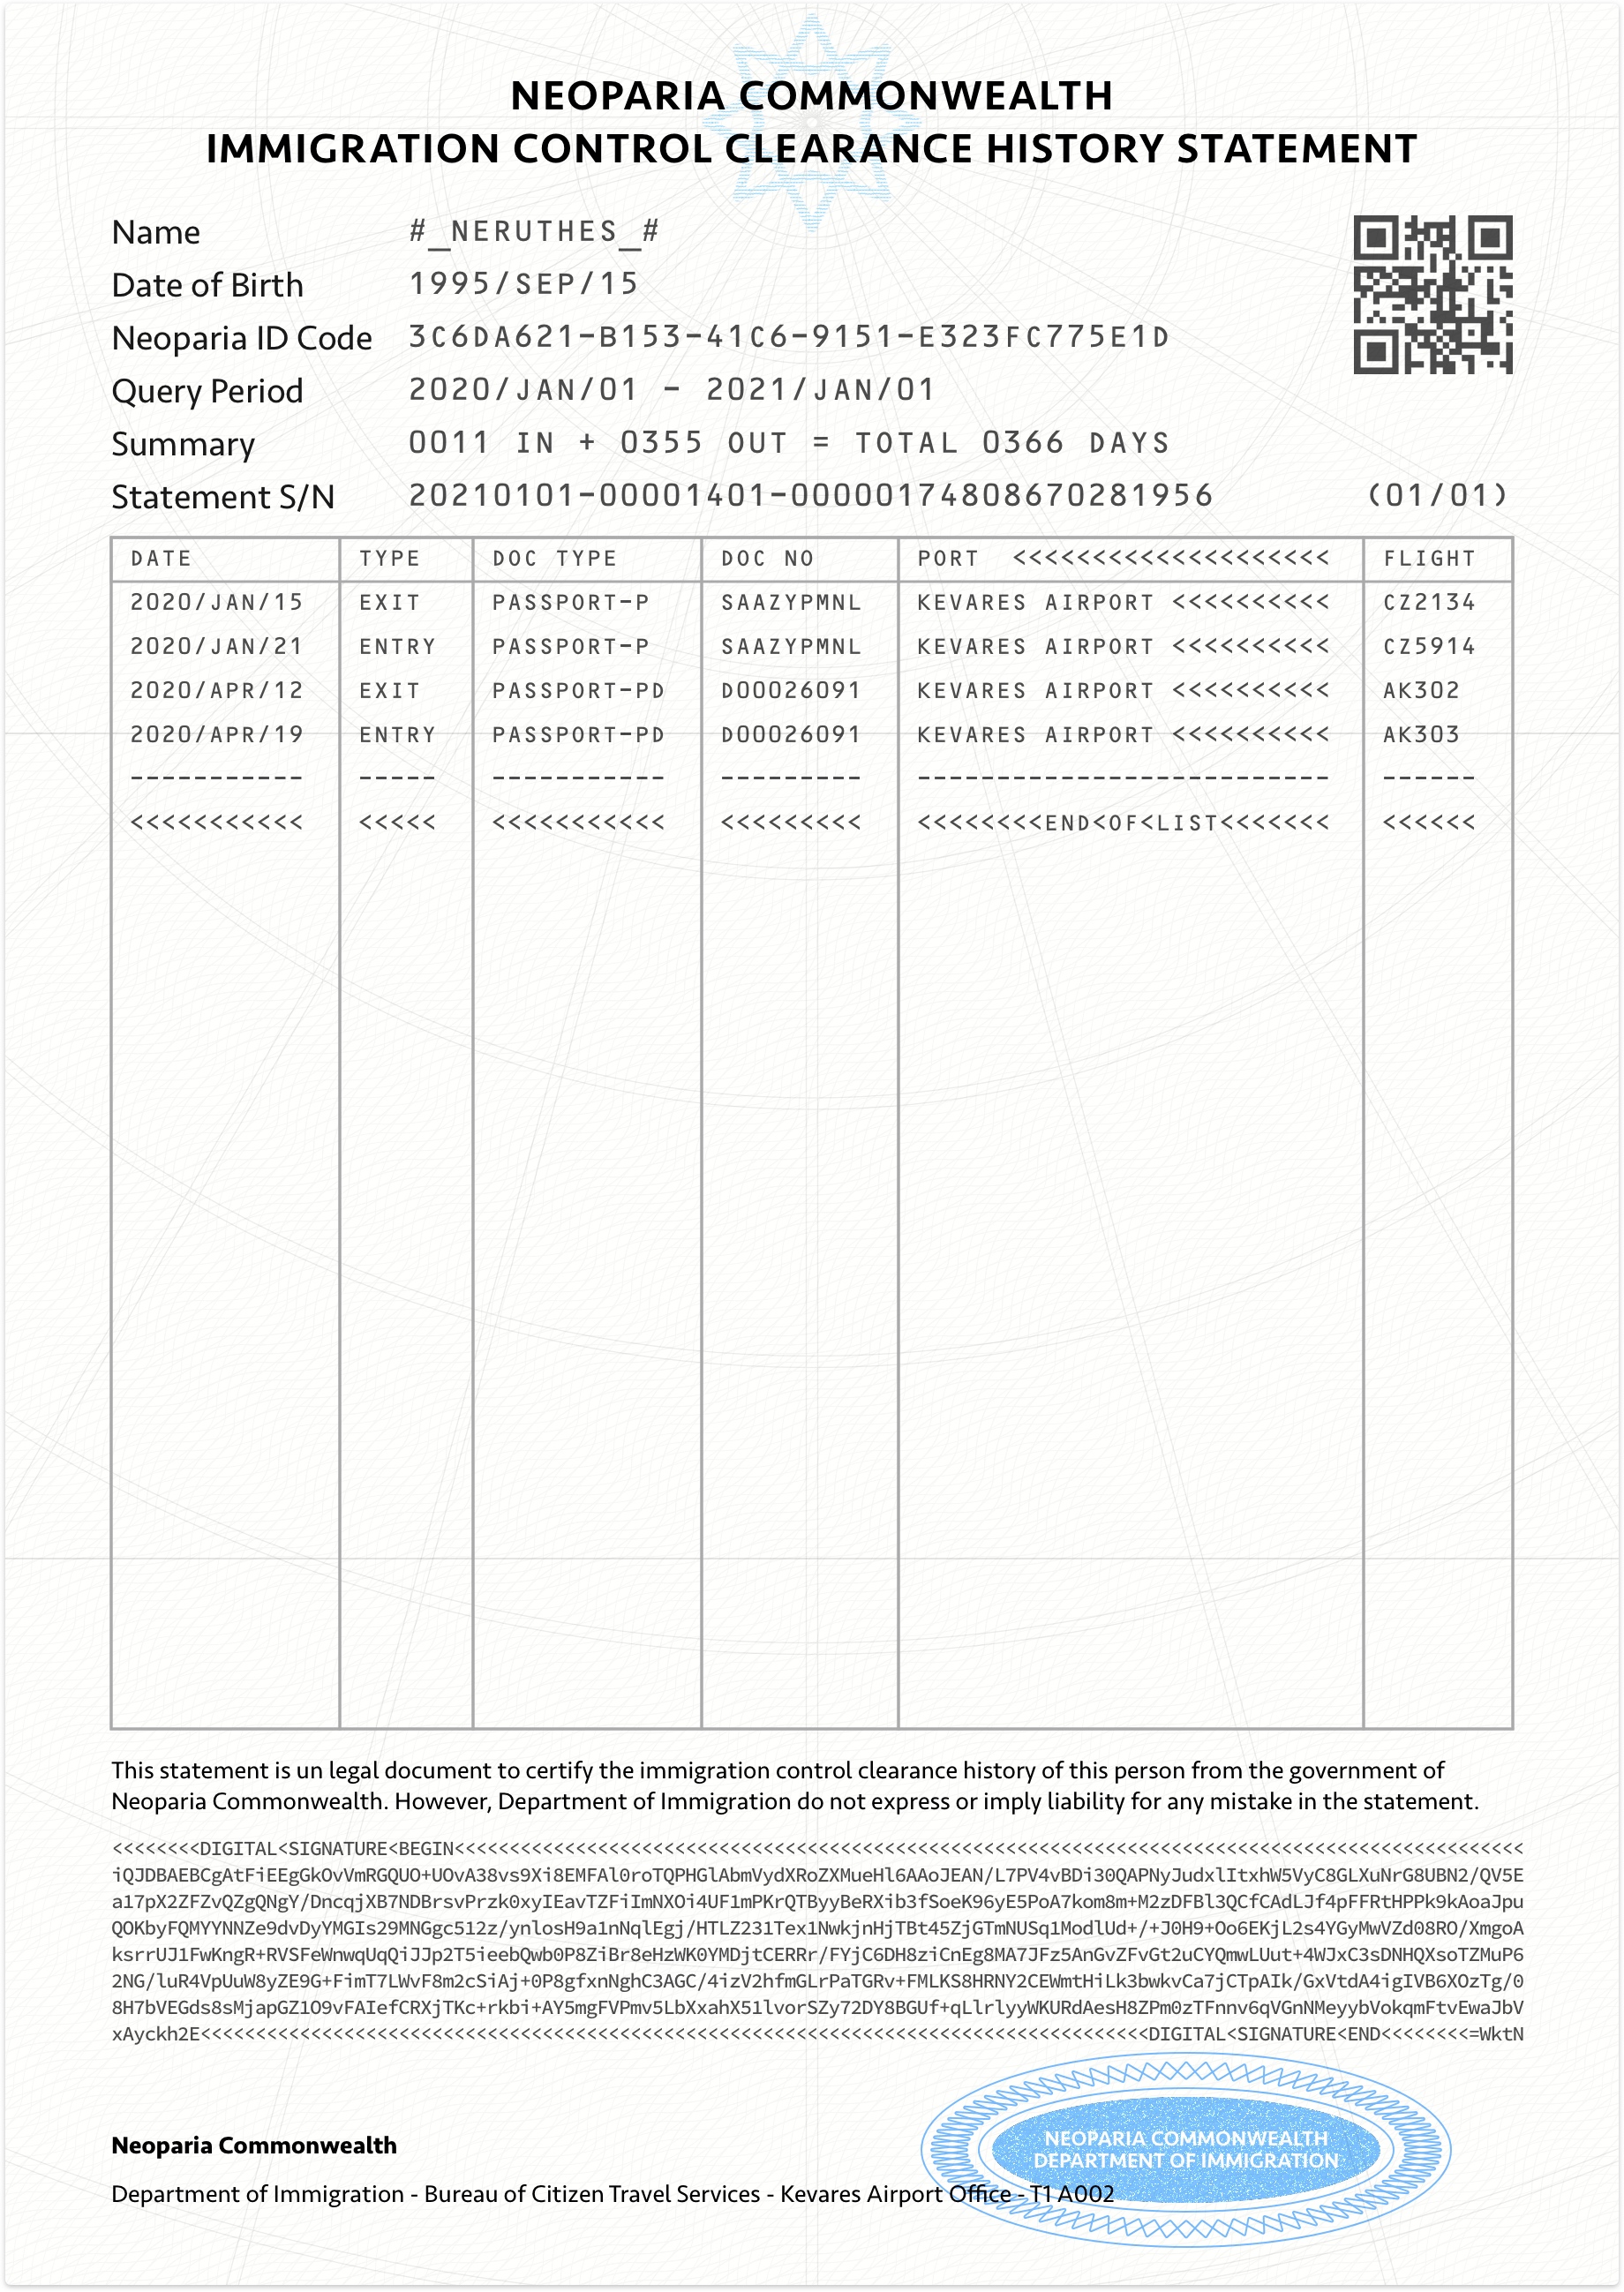 NEOPARIA COMMONWEALTH
IMMIGRATION CONTROL CLEARANCE HISTORY STATEMENT
Name #_NERUTHES_#
Date of Birth 1995/SEP/15
Neoparia ID Code 3C6DA621-B153-41C6-9151-E323FC775E1D
Query Period 2020/JAN/01 - 2021/JAN/01
Summary 0011 IN + 0355 OUT = TOTAL 0366 DAYS
Statement S/N 20210101-00001401-00000174808670281956 (01/01)
DATE TYPE DOC TYPE DOC NO PORT <<<<<<<<<<<<<<<<<<<< FLIGHT
2020/JAN/15 EXIT PASSPORT-P SAAZYPMNL KEVARES AIRPORT <<<<<<<<<< CZ2134
2020/JAN/21 ENTRY PASSPORT-P SAAZYPMNL KEVARES AIRPORT <<<<<<<<<< CZ5914
2020/APR/12 EXIT PASSPORT-PD D00026091 KEVARES AIRPORT <<<<<<<<<< AK302
2020/APR/19 ENTRY PASSPORT-PD D00026091 KEVARES AIRPORT <<<<<<<<<< AK303
----------- ----- ----------- --------- -------------------------- ------
<<<<<<<<<<< <<<<< <<<<<<<<<<< <<<<<<<<< <<<<<<<<END<OF<LIST<<<<<<< <<<<<<
This statement is un legal document to certify the immigration control clearance history of this person from the government of
Neoparia Commonwealth. However, Department of Immigration do not express or imply liability for any mistake in the statement.
<<<<<<<<DIGITAL<SIGNATURE<BEGIN<<<<<<<<<<<<<<<<<<<<<<<<<<<<<<<<<<<<<<<<<<<<<<<<<<<<<<<<<<<<<<<<<<<<<<<<<<<<<<<<<<<<<<<<<<<<<<<<<
iQJDBAEBCgAtFiEEgGkOvVmRGQUO+UOvA38vs9Xi8EMFAl0roTQPHGlAbmVydXRoZXMueHl6AAoJEAN/L7PV4vBDi30QAPNyJudxlItxhW5VyC8GLXuNrG8UBN2/QV5E
a17pX2ZFZvQZgQNgY/DncqjXB7NDBrsvPrzk0xyIEavTZFiImNXOi4UF1mPKrQTByyBeRXib3fSoeK96yE5PoA7kom8m+M2zDFBl3QCfCAdLJf4pFFRtHPPk9kAoaJpu
QOKbyFQMYYNNZe9dvDyYMGIs29MNGgc512z/ynlosH9a1nNqlEgj/HTLZ231Tex1NwkjnHjTBt45ZjGTmNUSq1ModlUd+/+J0H9+Oo6EKjL2s4YGyMwVZd08RO/XmgoA
ksrrUJ1FwKngR+RVSFeWnwqUqQiJJp2T5ieebQwb0P8ZiBr8eHzWK0YMDjtCERRr/FYjC6DH8ziCnEg8MA7JFz5AnGvZFvGt2uCYQmwLUut+4WJxC3sDNHQXsoTZMuP6
2NG/luR4VpUuW8yZE9G+FimT7LWvF8m2cSiAj+0P8gfxnNghC3AGC/4izV2hfmGLrPaTGRv+FMLKS8HRNY2CEWmtHiLk3bwkvCa7jCTpAIk/GxVtdA4igIVB6XOzTg/0
8H7bVEGds8sMjapGZ1O9vFAIefCRXjTKc+rkbi+AY5mgFVPmv5LbXxahX51lvorSZy72DY8BGUf+qLlrlyyWKURdAesH8ZPm0zTFnnv6qVGnNMeyybVokqmFtvEwaJbV
xAyckh2E<<<<<<<<<<<<<<<<<<<<<<<<<<<<<<<<<<<<<<<<<<<<<<<<<<<<<<<<<<<<<<<<<<<<<<<<<<<<<<<<<<<<<<DIGITAL<SIGNATURE<END<<<<<<<<=WktN
NEOPARIA COMMONWEALTH
DEPARTMENT OF IMMIGRATION
Neoparia Commonwealth
Department of Immigration - Bureau of Citizen Travel Services - Kevares Airport Office - T1 A002